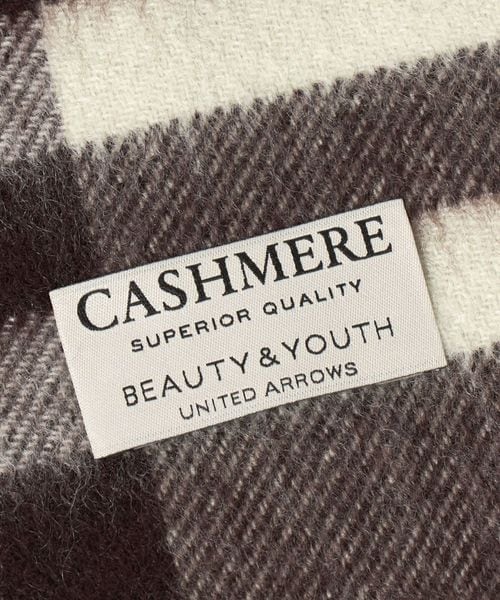 CASHMERE
SUPERIOR QUALITY
BEAUTY & YOUTH
UNITED ARROWS